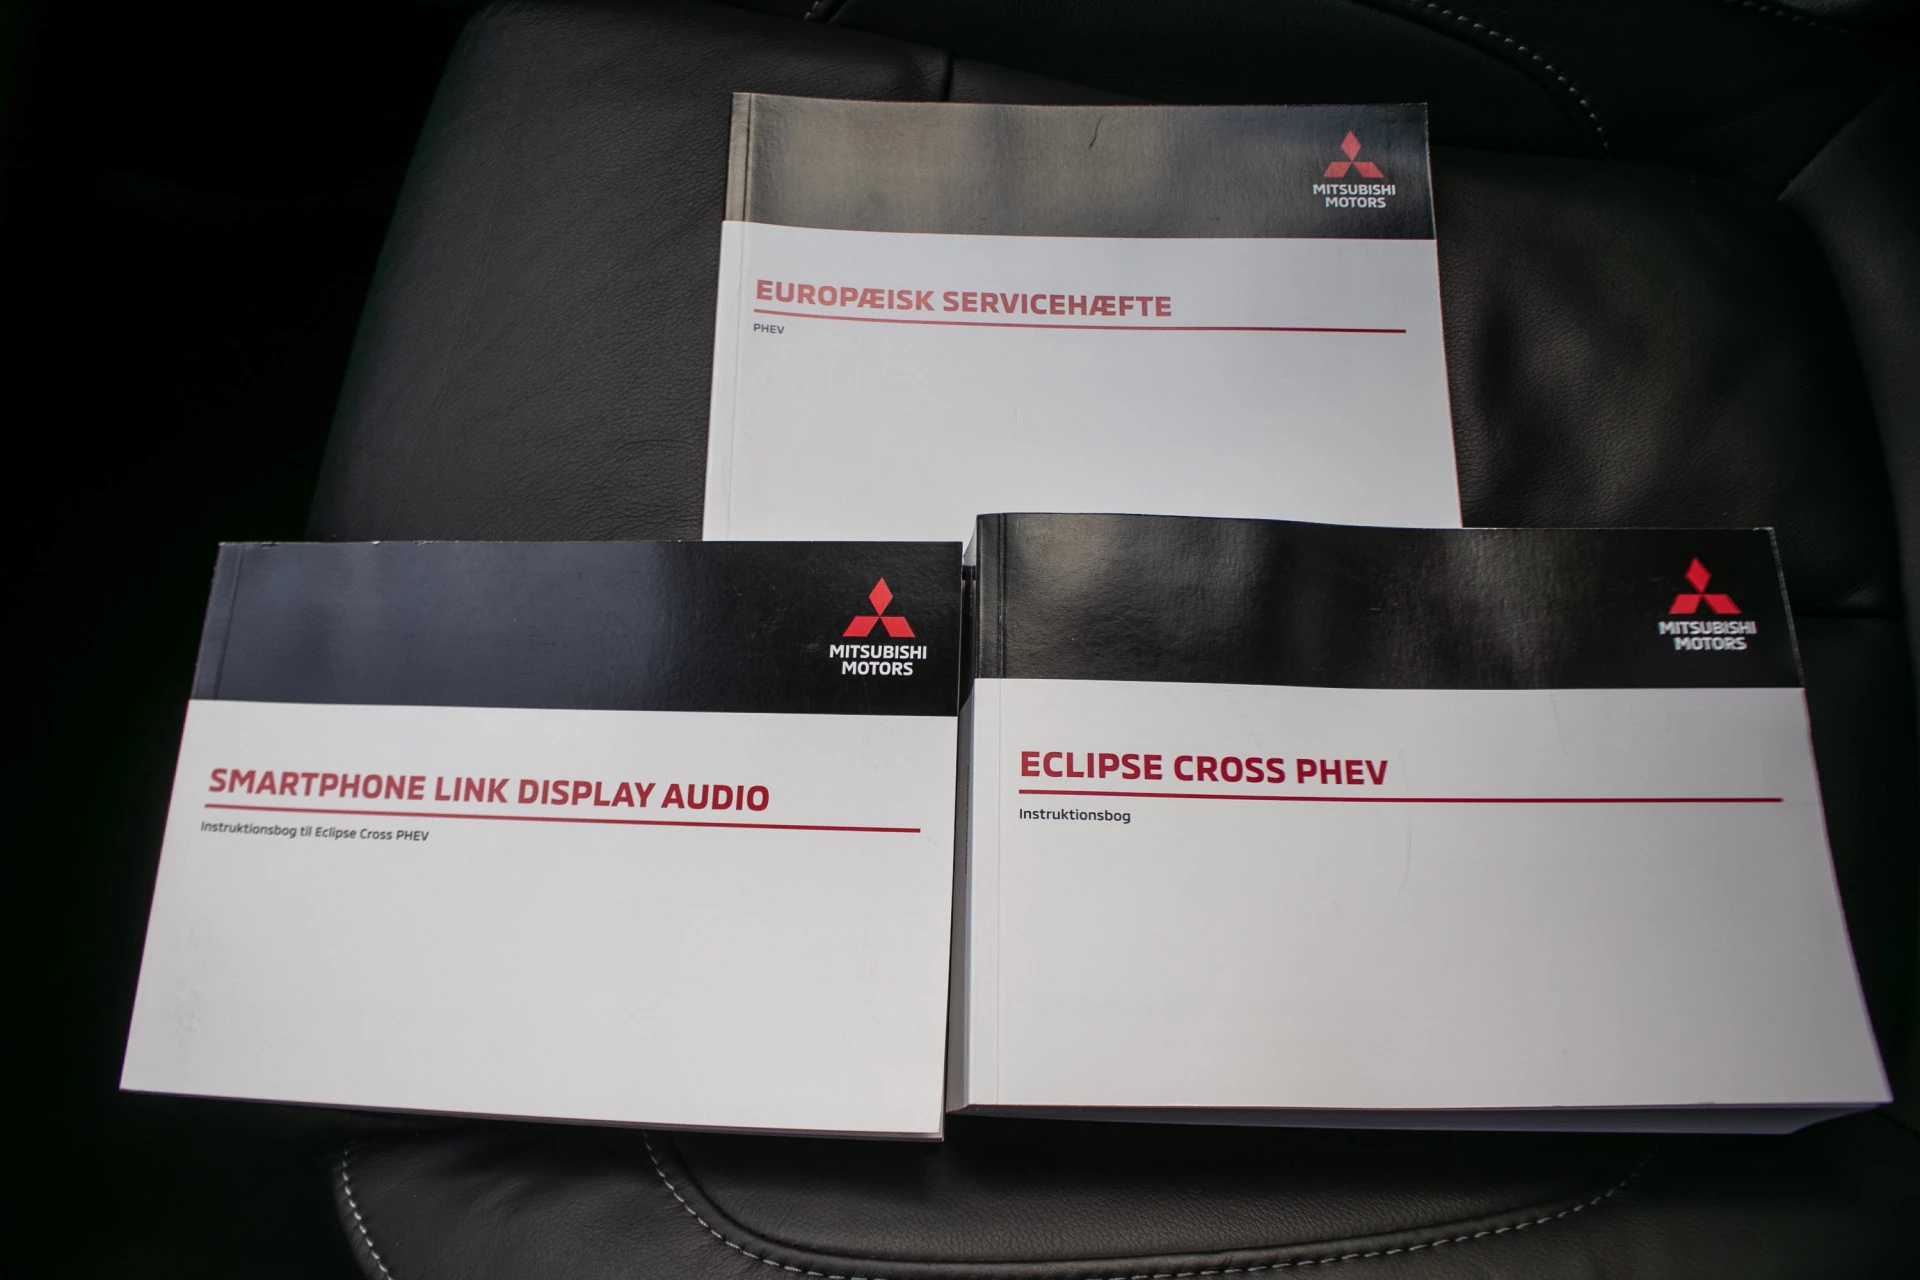 MITSUBISHI
MOTORS
EUROPÆISK SERVICEHÆFTE
PHEV
MITSUBISHI
MOTORS
SMARTPHONE LINK DISPLAY AUDIO
Instruktionsbog til Eclipse Cross PHEV
MITSUBISHI
MOTORS
ECLIPSE CROSS PHEV
Instruktionsbog